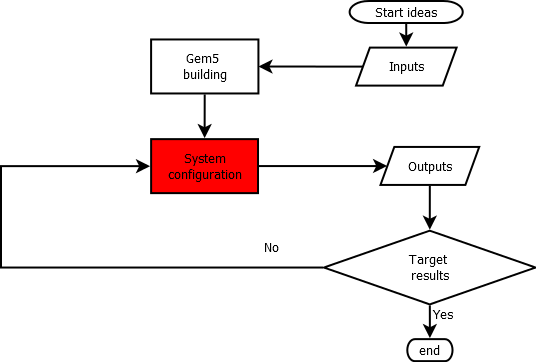 Start ideas
Inputs
Gem5
building
System
configuration
Outputs
No
Target
results
Yes
end